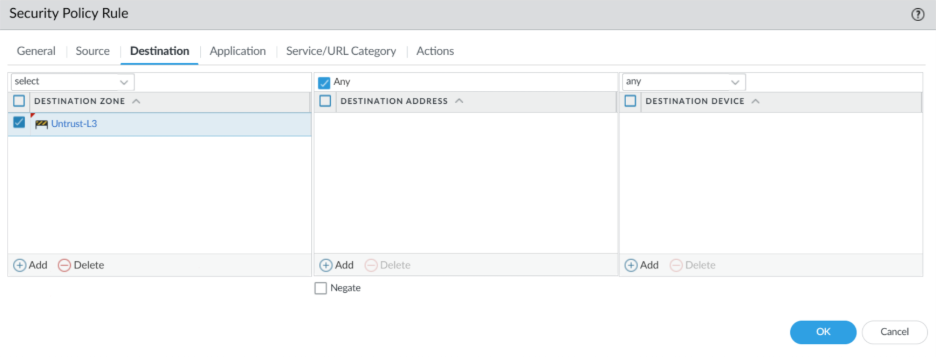 Security Policy Rule
General Source Destination Application Service/URL Category Actions
select Any any
DESTINATION ZONE DESTINATION ADDRESS DESTINATION DEVICE
Untrust-L3
Add Delete Add Delete Add Delete
Negate
OK Cancel